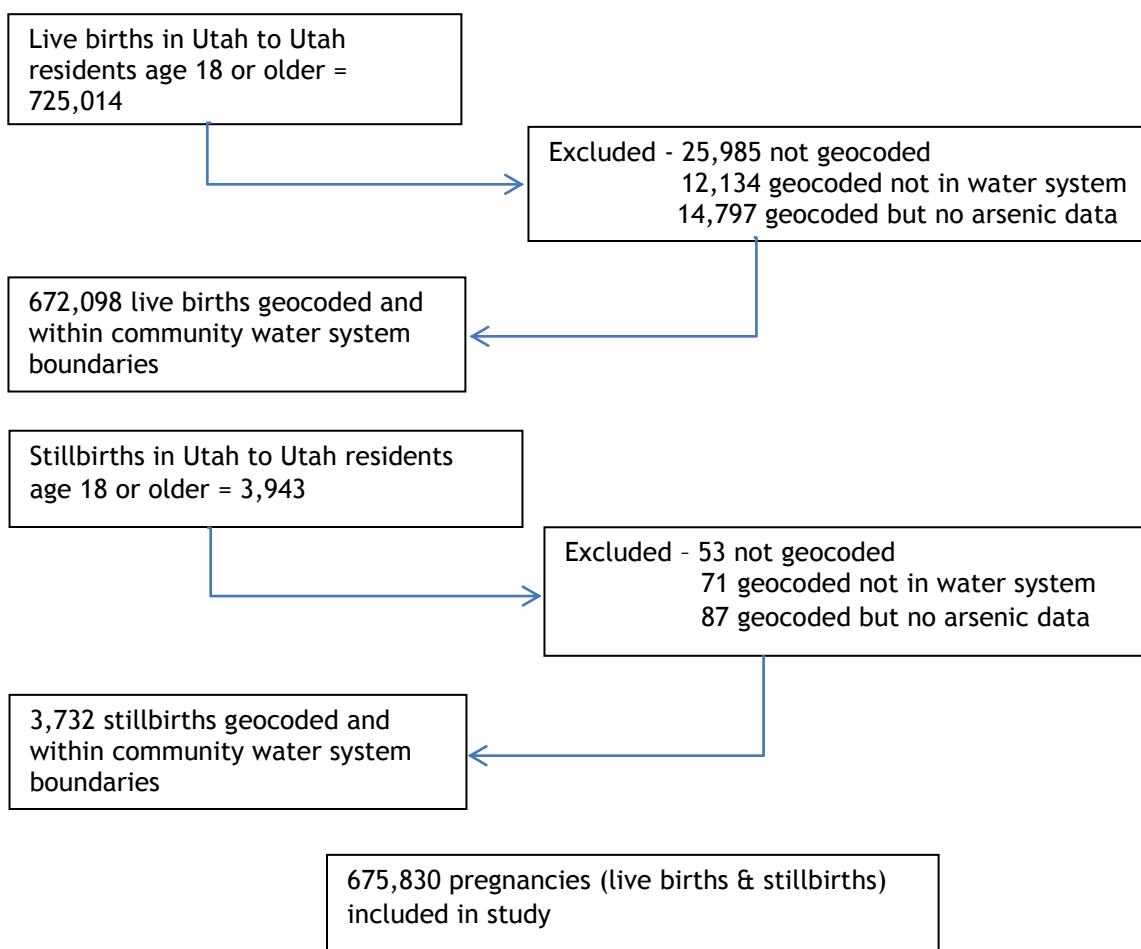 Live births in Utah to Utah
residents age 18 or older =
725,014
Excluded - 25,985 not geocoded
12,134 geocoded not in water system
14,797 geocoded but no arsenic data
672,098 live births geocoded and
within community water system
boundaries
Stillbirths in Utah to Utah residents
age 18 or older = 3,943
Excluded – 53 not geocoded
71 geocoded not in water system
87 geocoded but no arsenic data
3,732 stillbirths geocoded and
within community water system
boundaries
675,830 pregnancies (live births & stillbirths)
included in study